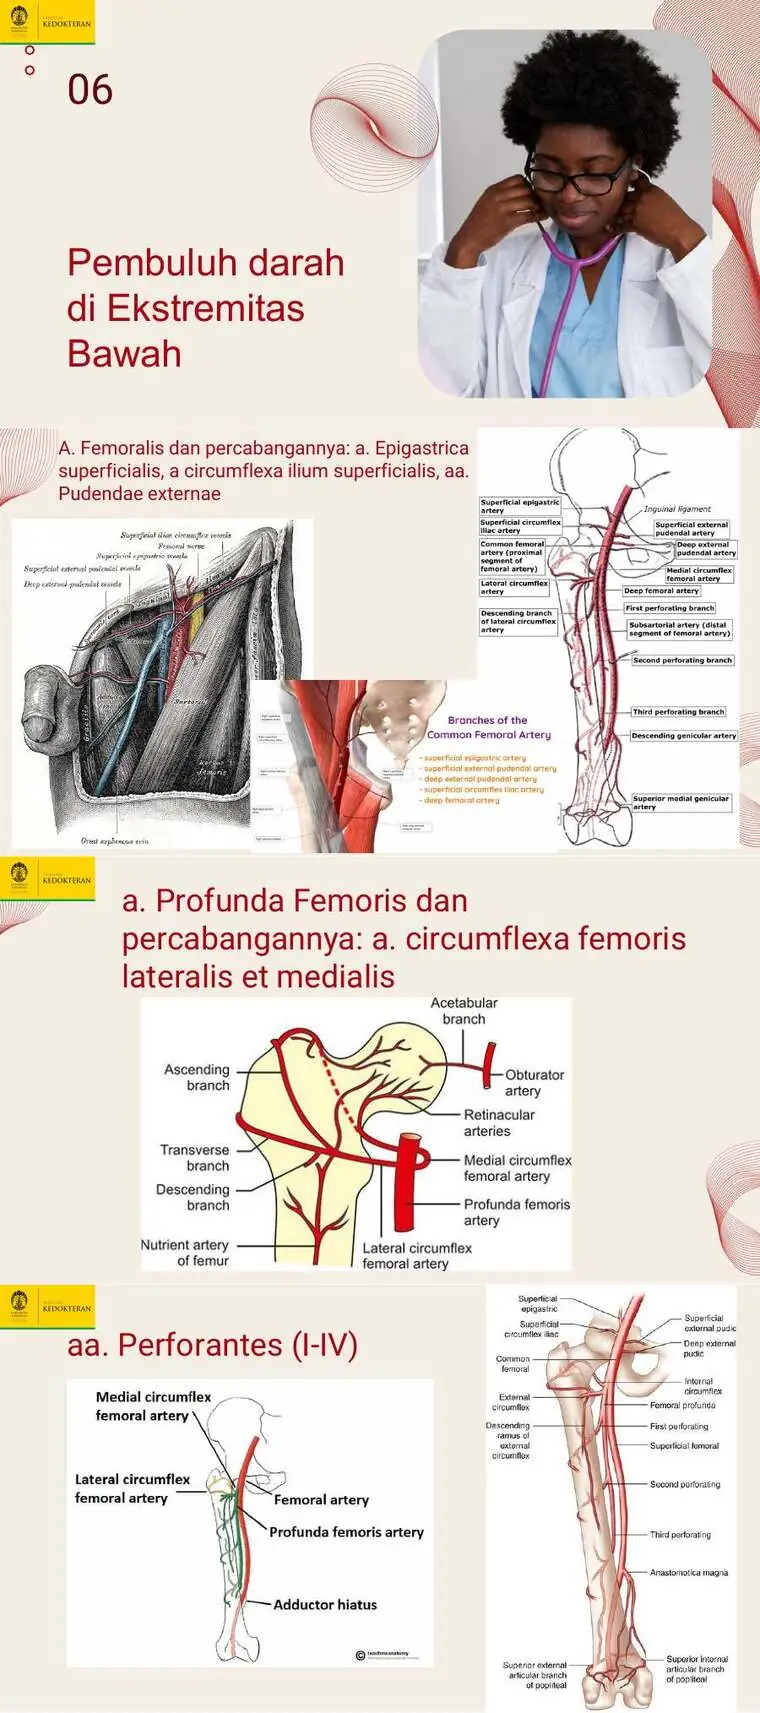 KEDOKTERAN
06
Pembuluh darah
di Ekstremitas
Bawah
A. Femoralis dan percabangannya: a. Epigastrica
superficialis, a circumflexa ilium superficialis, aa.
Pudendae externae
Superficial iliac circumflex vessels
Femoral nerve
Superficial epigastric vessels
Superficial external pudendal vessels
Deep external pudendal vessels
Gracilis
Sartorius
Rectus
femoris
Great saphenous vein
Branches of the
Common Femoral Artery
- superficial epigastric artery
- superficial external pudendal artery
- deep external pudendal artery
- superficial circumflex iliac artery
- deep femoral artery
Superficial epigastric
artery
Superficial circumflex
iliac artery
Common femoral
artery (proximal
segment of
femoral artery)
Lateral circumflex
artery
Descending branch
of lateral circumflex
artery
Inguinal ligament
Superficial external
pudendal artery
Deep external
pudendal artery
Medial circumflex
femoral artery
Deep femoral artery
First perforating branch
Subsartorial artery (distal
segment of femoral artery)
Second perforating branch
Third perforating branch
Descending genicular artery
Superior medial genicular
artery
KEDOKTERAN
a. Profunda Femoris dan
percabangannya: a. circumflexa femoris
lateralis et medialis
Acetabular
branch
Ascending
branch
Obturator
artery
Retinacular
arteries
Transverse
branch
Medial circumflex
femoral artery
Descending
branch
Profunda femoris
artery
Nutrient artery
of femur
Lateral circumflex
femoral artery
KEDOKTERAN
aa. Perforantes (I-IV)
Medial circumflex
femoral artery
Lateral circumflex
femoral artery
Femoral artery
Profunda femoris artery
Adductor hiatus
teachmeanatomy
Superficial
epigastric
Superficial
circumflex iliac
Common
femoral
External
circumflex
Descending
ramus of
external
circumflex
Superficial
external pudic
Deep external
pudic
Internal
circumflex
Femoral profunda
First perforating
Superficial femoral
Second perforating
Third perforating
Anastomotica magna
Superior external
articular branch
of popliteal
Superior internal
articular branch
of popliteal